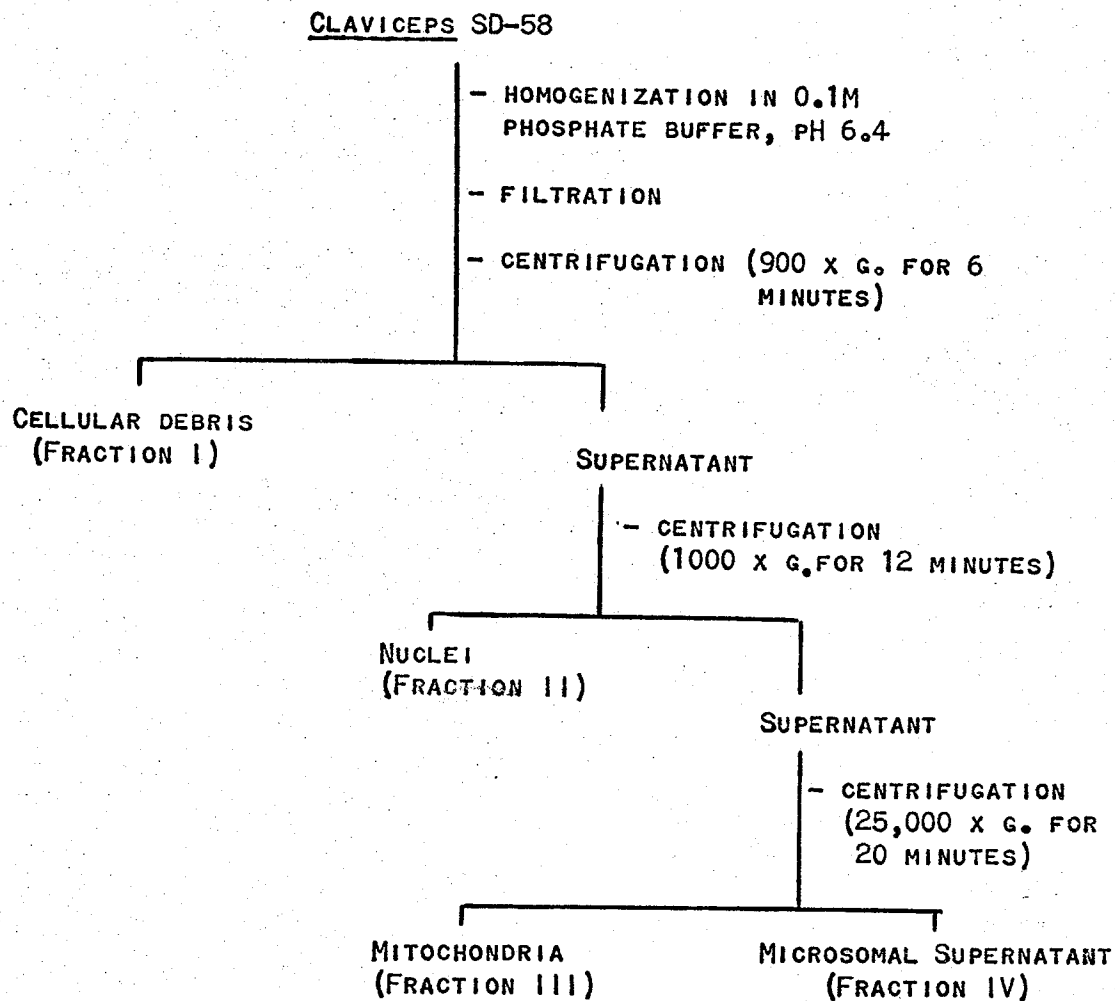 CLAVICEPS SD-58
- HOMOGENIZATION IN 0.1M
PHOSPHATE BUFFER, PH 6.4
- FILTRATION
- CENTRIFUGATION (900 X G. FOR 6
MINUTES)
CELLULAR DEBRIS
(FRACTION I)
SUPERNATANT
- CENTRIFUGATION
(1000 X G. FOR 12 MINUTES)
NUCLEI
(FRACTION II)
SUPERNATANT
- CENTRIFUGATION
(25,000 X G. FOR
20 MINUTES)
MITOCHONDRIA
(FRACTION III)
MICROSOMAL SUPERNATANT
(FRACTION IV)